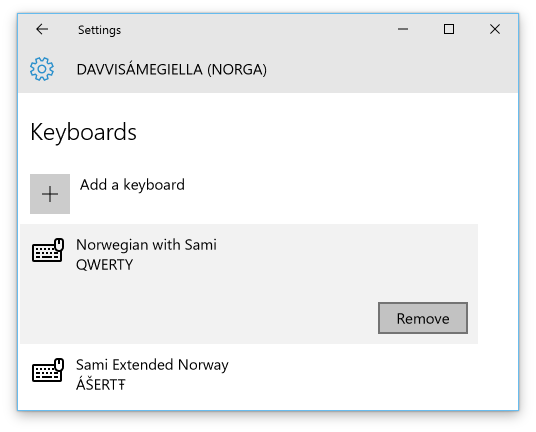 Settings
DAVVISÁMEGIELLA (NORGA)
Keyboards
Add a keyboard
Norwegian with Sami
QWERTY
Remove
Sami Extended Norway
ÁŠERTŦ